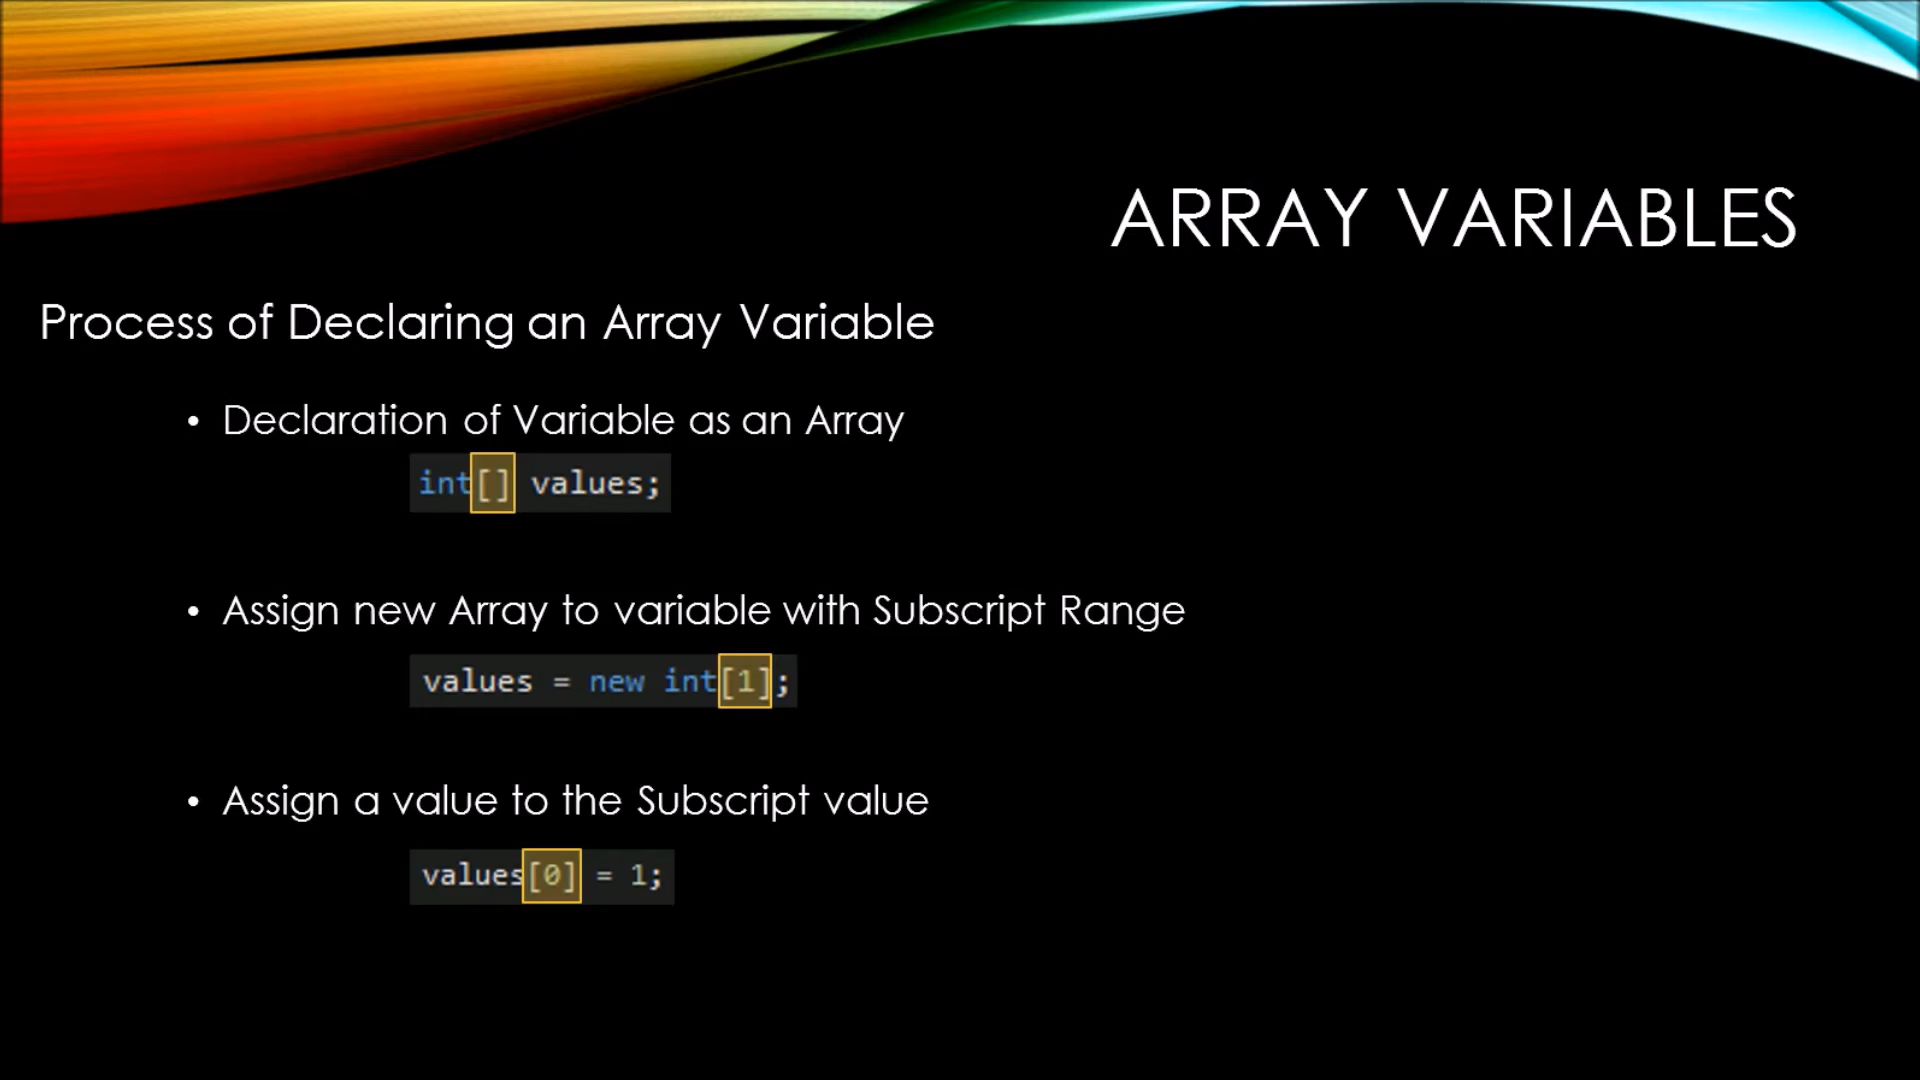 ARRAY VARIABLES
Process of Declaring an Array Variable
• Declaration of Variable as an Array
int[] values;
• Assign new Array to variable with Subscript Range
values = new int[1];
• Assign a value to the Subscript value
values[0] = 1;